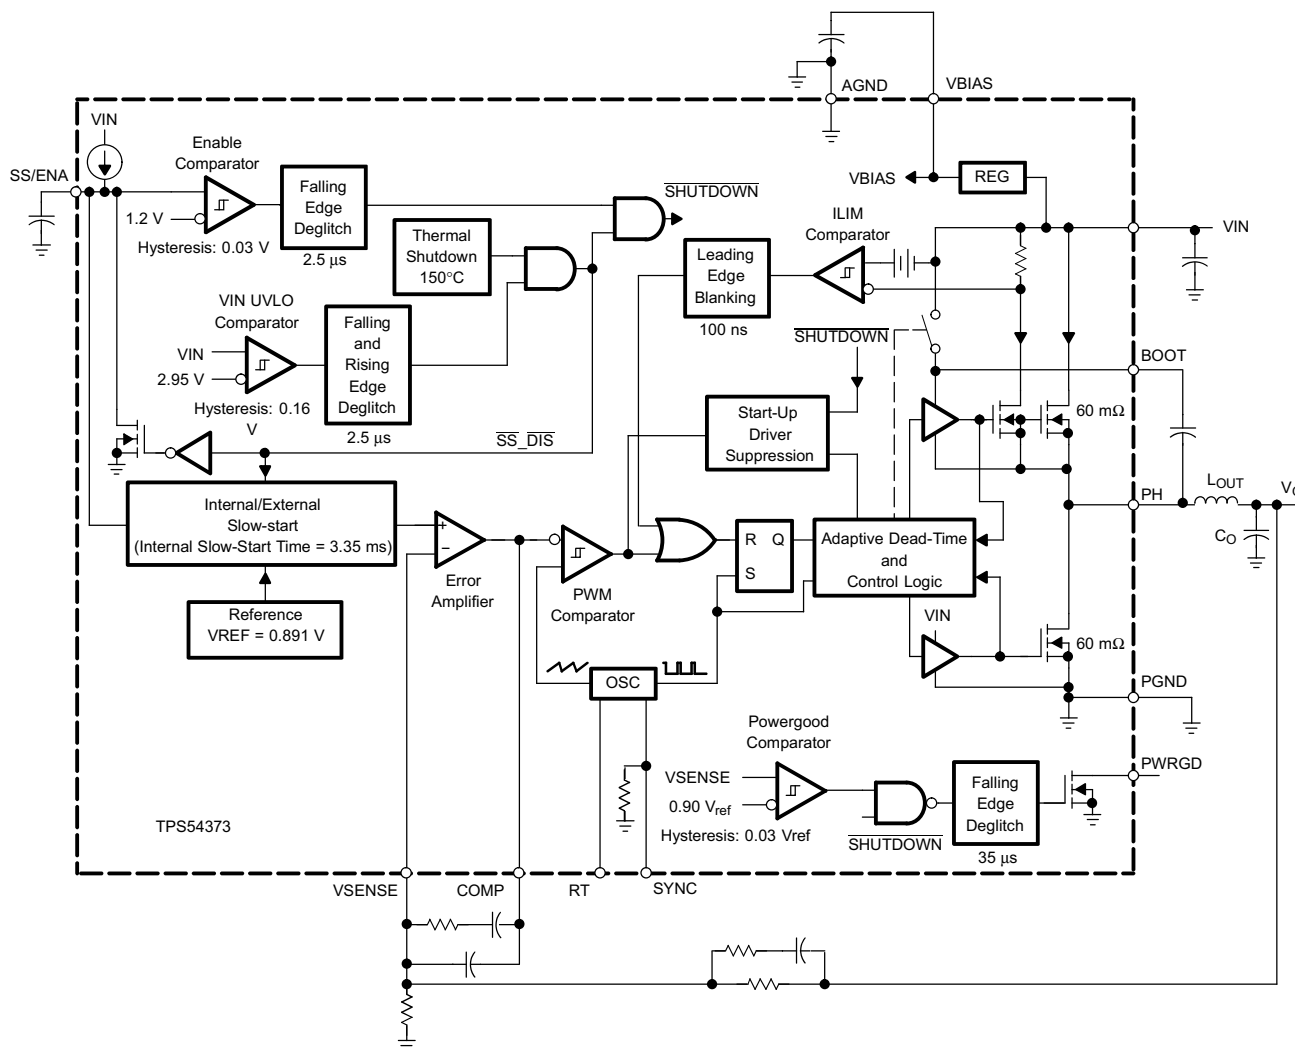 AGND
VBIAS
VIN
Enable
Comparator
SS/ENA
1.2 V
Hysteresis: 0.03 V
Falling
Edge
Deglitch
2.5 μs
SHUTDOWN
Thermal
Shutdown
150°C
VBIAS
REG
ILIM
Comparator
VIN
Leading
Edge
Blanking
100 ns
VIN UVLO
Comparator
VIN
2.95 V
Hysteresis: 0.16
V
Falling
and
Rising
Edge
Deglitch
2.5 μs
SHUTDOWN
BOOT
60 mΩ
Start-Up
Driver
Suppression
SS_DIS
Internal/External
Slow-start
(Internal Slow-Start Time = 3.35 ms)
+
−
Error
Amplifier
PWM
Comparator
R Q
S
Adaptive Dead-Time
and
Control Logic
PH
LOUT
CO
Reference
VREF = 0.891 V
VIN
60 mΩ
OSC
PGND
Powergood
Comparator
VSENSE
0.90 Vref
Hysteresis: 0.03 Vref
SHUTDOWN
Falling
Edge
Deglitch
35 μs
PWRGD
TPS54373
VSENSE
COMP
RT
SYNC